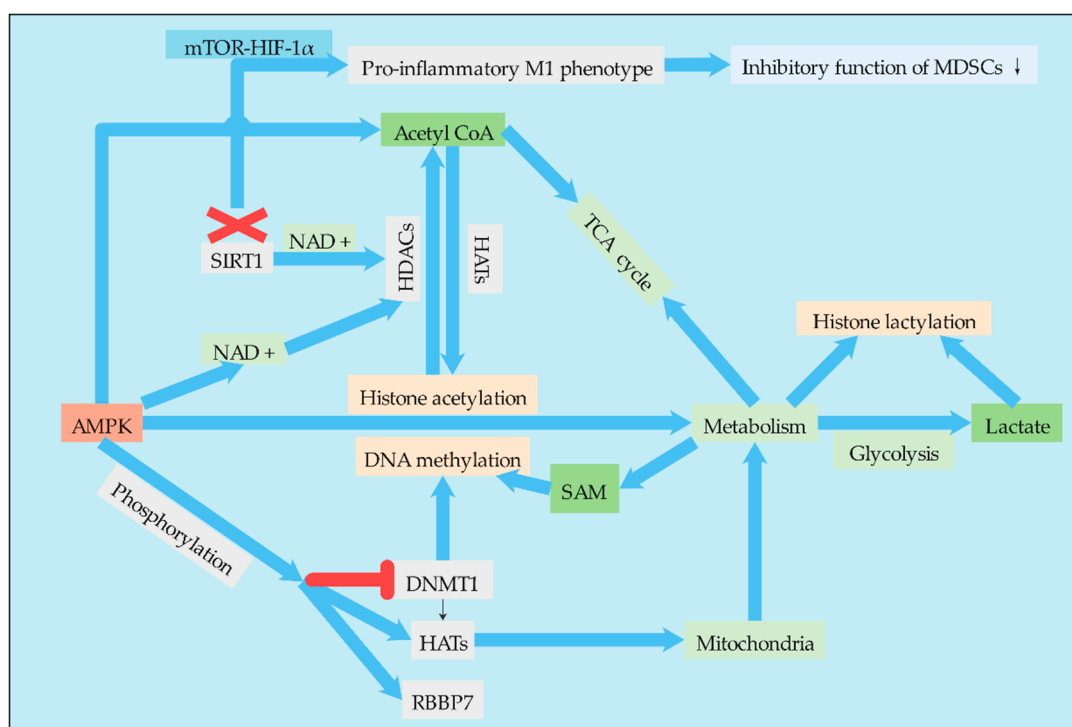 mTOR-HIF-1α
Pro-inflammatory M1 phenotype
Inhibitory function of MDSCs ↓
Acetyl CoA
TCA cycle
NAD +
SIRT1
HDACs
HATs
NAD +
Histone lactylation
Histone acetylation
AMPK
Metabolism
Lactate
Glycolysis
DNA methylation
SAM
Phosphorylation
DNMT1
HATs
Mitochondria
RBBP7